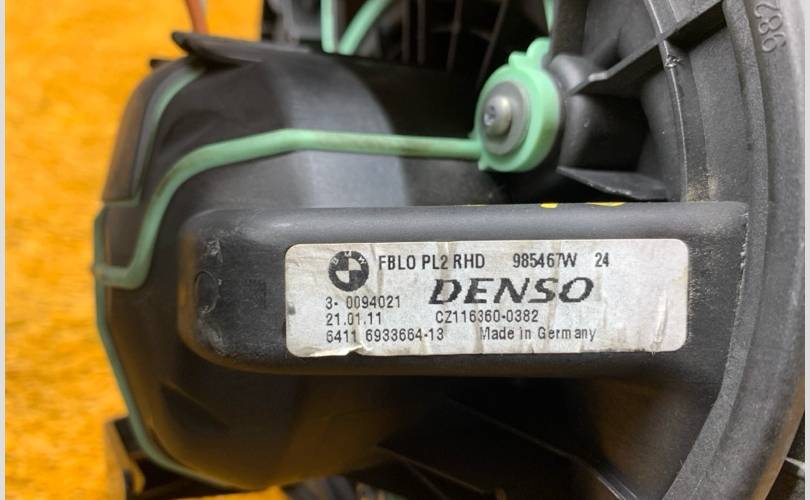 BMW
FBLO PL2 RHD 985467W 24
3- 0094021 DENSO
21.01.11 CZ116360-0382
6411 6933664-13 Made in Germany